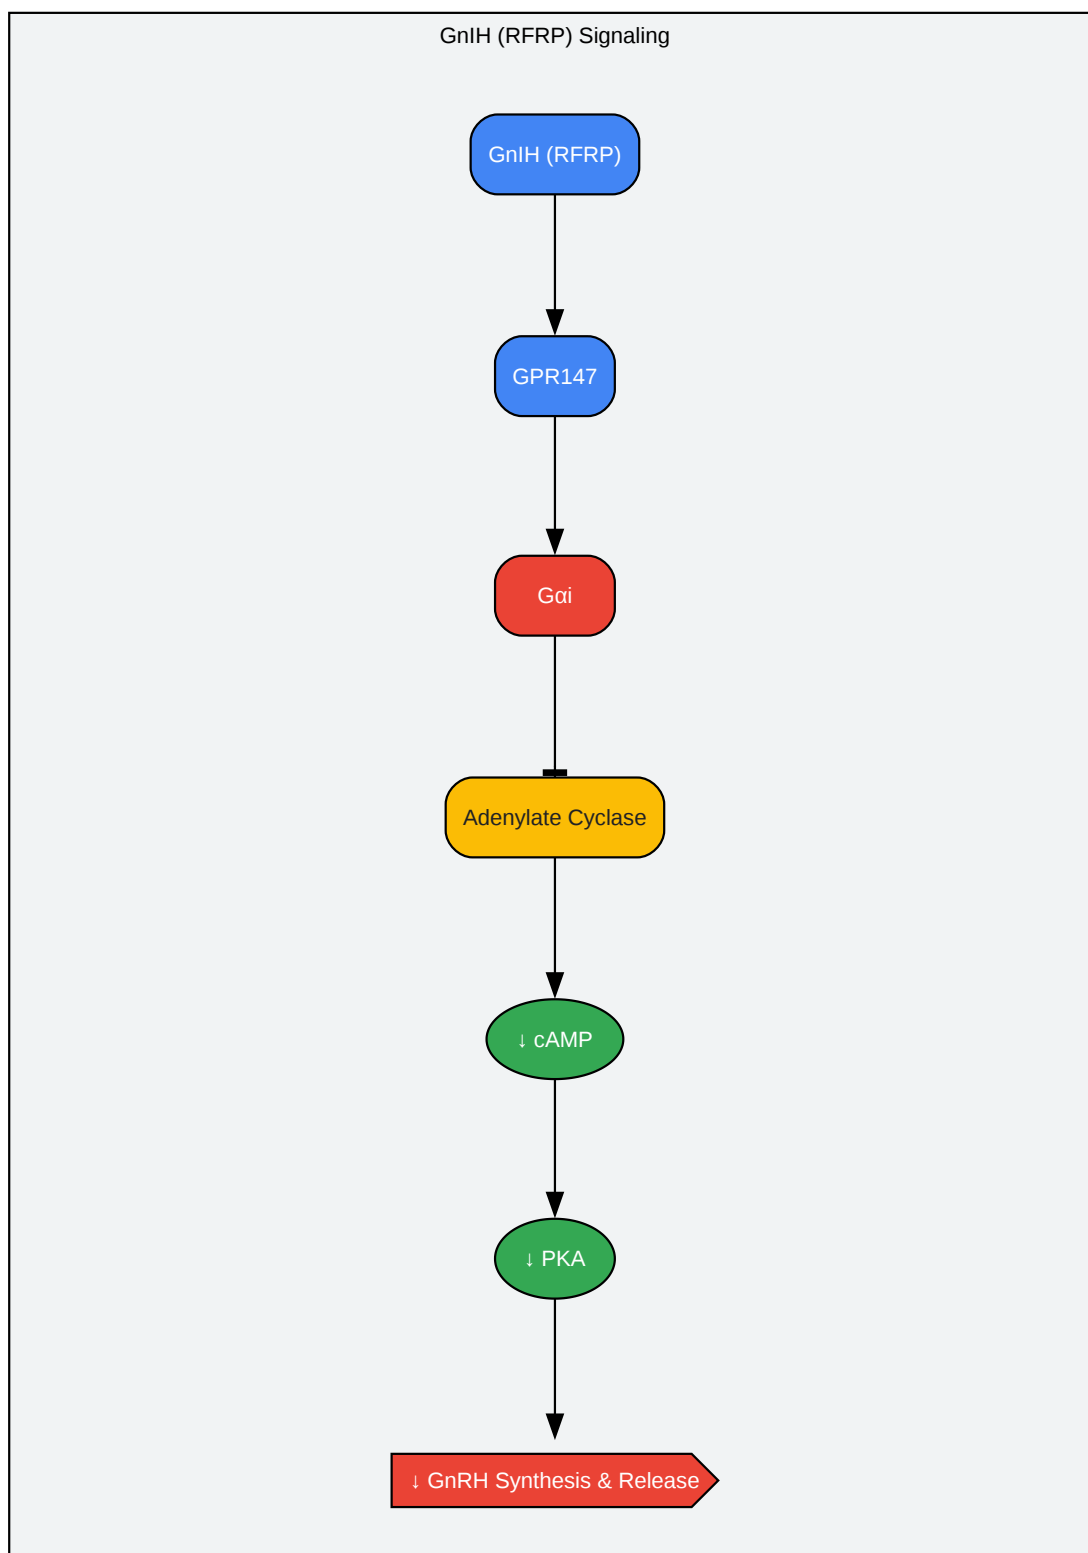 GnIH (RFRP) Signaling
GnIH (RFRP)
GPR147
Gαi
Adenylate Cyclase
↓ cAMP
↓ PKA
↓ GnRH Synthesis & Release